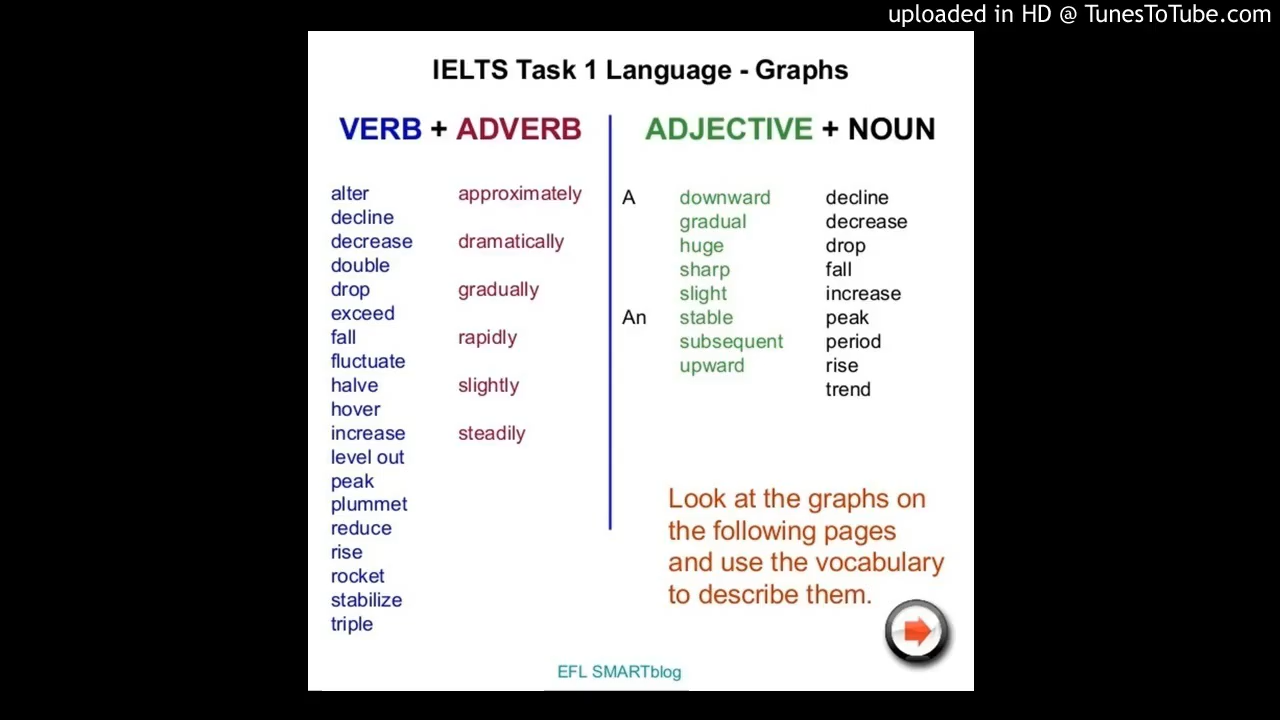 uploaded in HD @ TunesToTube.com
IELTS Task 1 Language - Graphs
VERB + ADVERB
alter approximately
decline
decrease dramatically
double
drop gradually
exceed
fall rapidly
fluctuate
halve slightly
hover
increase steadily
level out
peak
plummet
reduce
rise
rocket
stabilize
triple
ADJECTIVE + NOUN
A downward decline
gradual decrease
huge drop
sharp fall
slight increase
An stable peak
subsequent period
upward rise
trend
Look at the graphs on
the following pages
and use the vocabulary
to describe them.
EFL SMARTblog